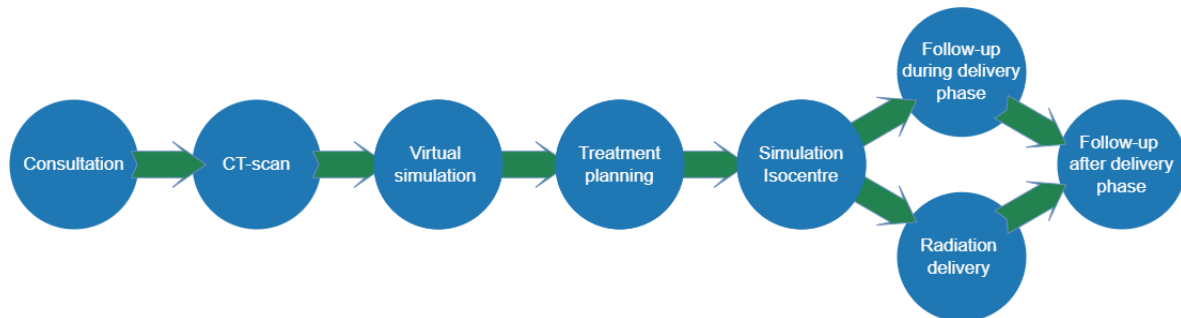 Consultation
CT-scan
Virtual
simulation
Treatment
planning
Simulation
Isocentre
Follow-up
during delivery
phase
Radiation
delivery
Follow-up
after delivery
phase